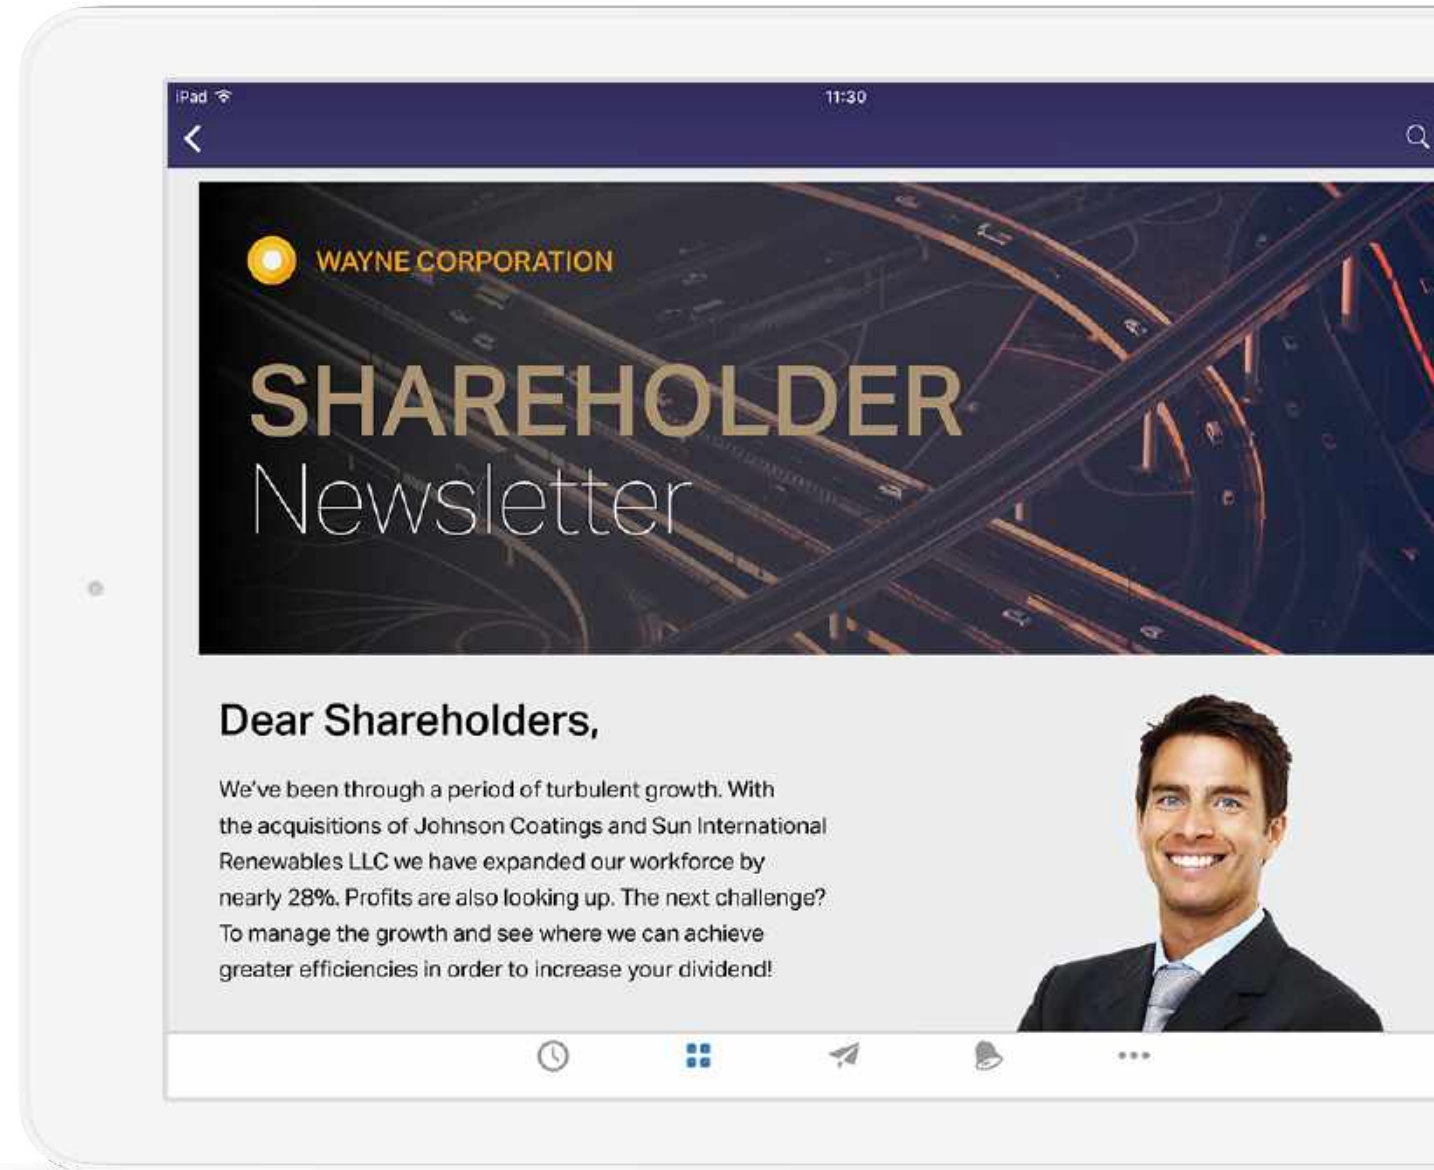 iPad
11:30
WAYNE CORPORATION
SHAREHOLDER
Newsletter
Dear Shareholders,
We've been through a period of turbulent growth. With
the acquisitions of Johnson Coatings and Sun International
Renewables LLC we have expanded our workforce by
nearly 28%. Profits are also looking up. The next challenge?
To manage the growth and see where we can achieve
greater efficiencies in order to increase your dividend!